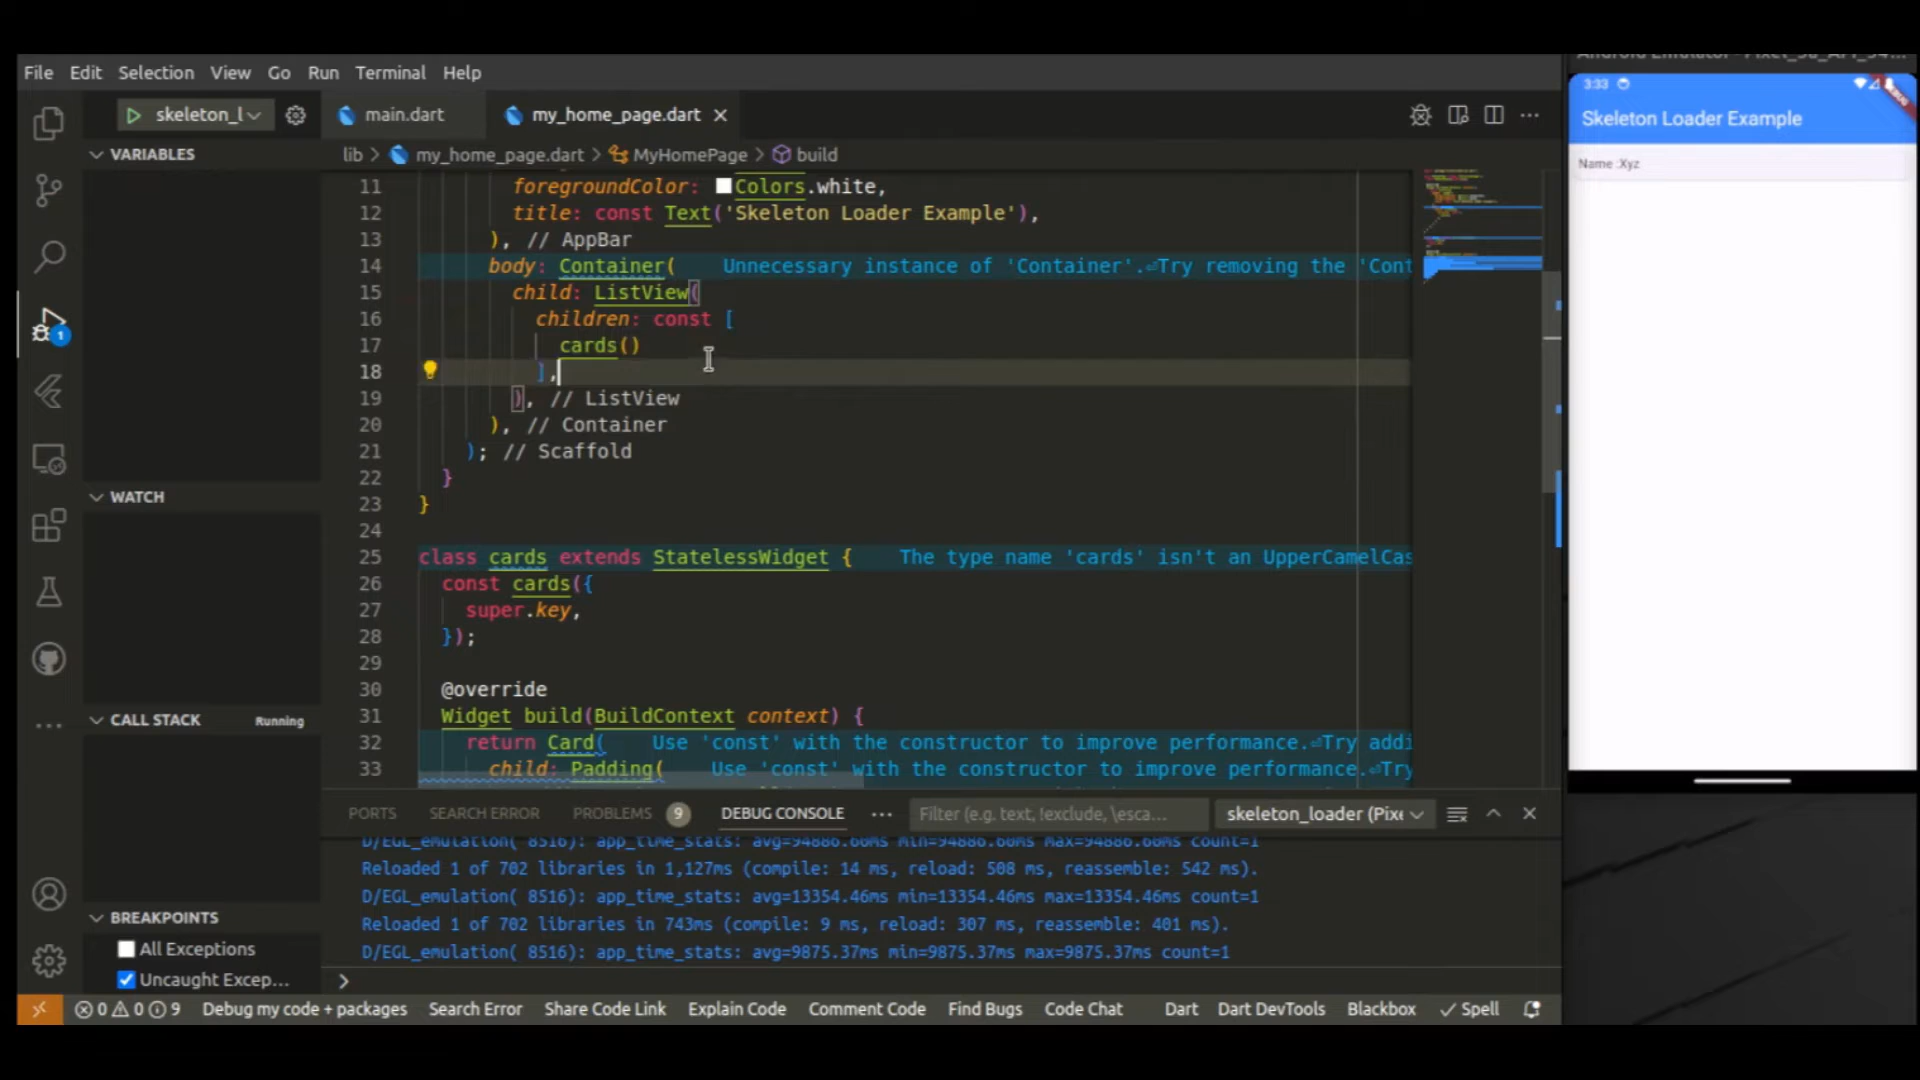 File Edit Selection View Go Run Terminal Help
skeleton_l
main.dart
my_home_page.dart
VARIABLES
WATCH
CALL STACK Running
BREAKPOINTS
All Exceptions
Uncaught Excep...
lib > my_home_page.dart > MyHomePage > build
11 foregroundColor: Colors.white,
12 title: const Text('Skeleton Loader Example'),
13 ), // AppBar
14 body: Container( Unnecessary instance of 'Container'.⏎Try removing the 'Cont
15 child: ListView(
16 children: const [
17 cards()
18 ],
19 ), // ListView
20 ), // Container
21 ); // Scaffold
22 }
23 }
24
25 class cards extends StatelessWidget { The type name 'cards' isn't an UpperCamelCas
26 const cards({
27 super.key,
28 });
29
30 @override
31 Widget build(BuildContext context) {
32 return Card( Use 'const' with the constructor to improve performance.⏎Try addi
33 child: Padding( Use 'const' with the constructor to improve performance.⏎Try
PORTS SEARCH ERROR PROBLEMS 9 DEBUG CONSOLE ... Filter (e.g. text, !exclude, \esca... skeleton_loader (Pixe
D/EGL_emulation( 8516): app_time_stats: avg=94886.60ms min=94886.60ms max=94886.60ms count=1
Reloaded 1 of 702 libraries in 1,127ms (compile: 14 ms, reload: 508 ms, reassemble: 542 ms).
D/EGL_emulation( 8516): app_time_stats: avg=13354.46ms min=13354.46ms max=13354.46ms count=1
Reloaded 1 of 702 libraries in 743ms (compile: 9 ms, reload: 307 ms, reassemble: 401 ms).
D/EGL_emulation( 8516): app_time_stats: avg=9875.37ms min=9875.37ms max=9875.37ms count=1
>
1
0 0 9 Debug my code + packages Search Error Share Code Link Explain Code Comment Code Find Bugs Code Chat Dart Dart DevTools Blackbox Spell
Android Emulator
3:33
Skeleton Loader Example
Name :Xyz